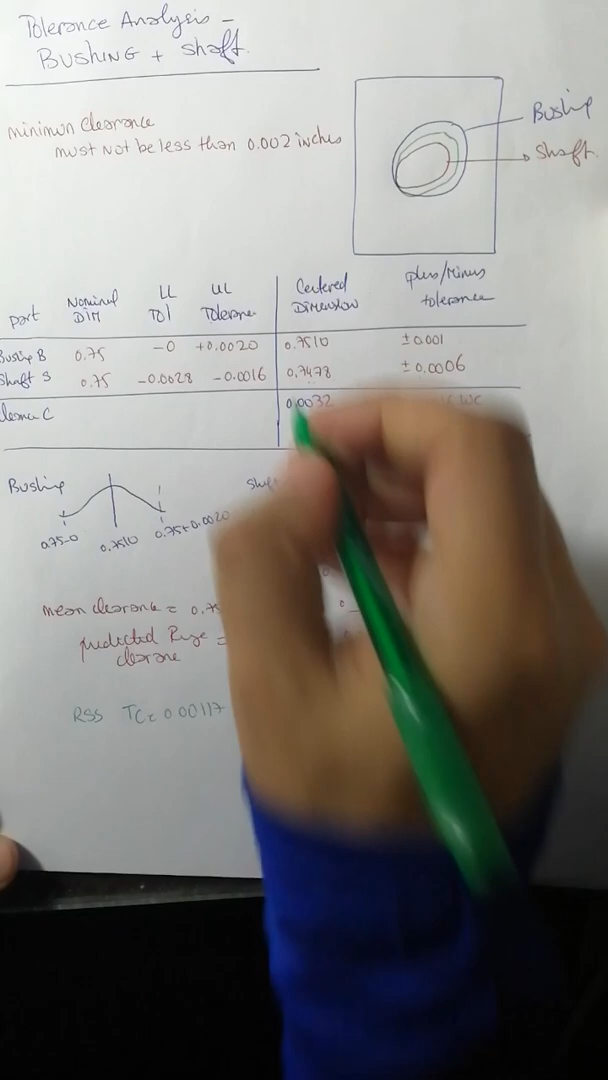 Tolerance Analysis -
BUSHING + Shaft.
minimun clearance
must not be less than 0.002 inches
Bushing
Shaft.
part Nominal DIM LL Tol UL Tolerance Centered DIMENSION plus/Minus tolerance
Bushing B 0.75 -0 +0.0020 0.7510 ±0.001
Shaft S 0.75 -0.0028 -0.0016 0.7478 ±0.0006
C 0.0032 WC
Bushing
0.75-0 0.7510 0.75+0.0020
mean clearance = 0.75
predicted Range =
clearance
RSS TC= 0.00117